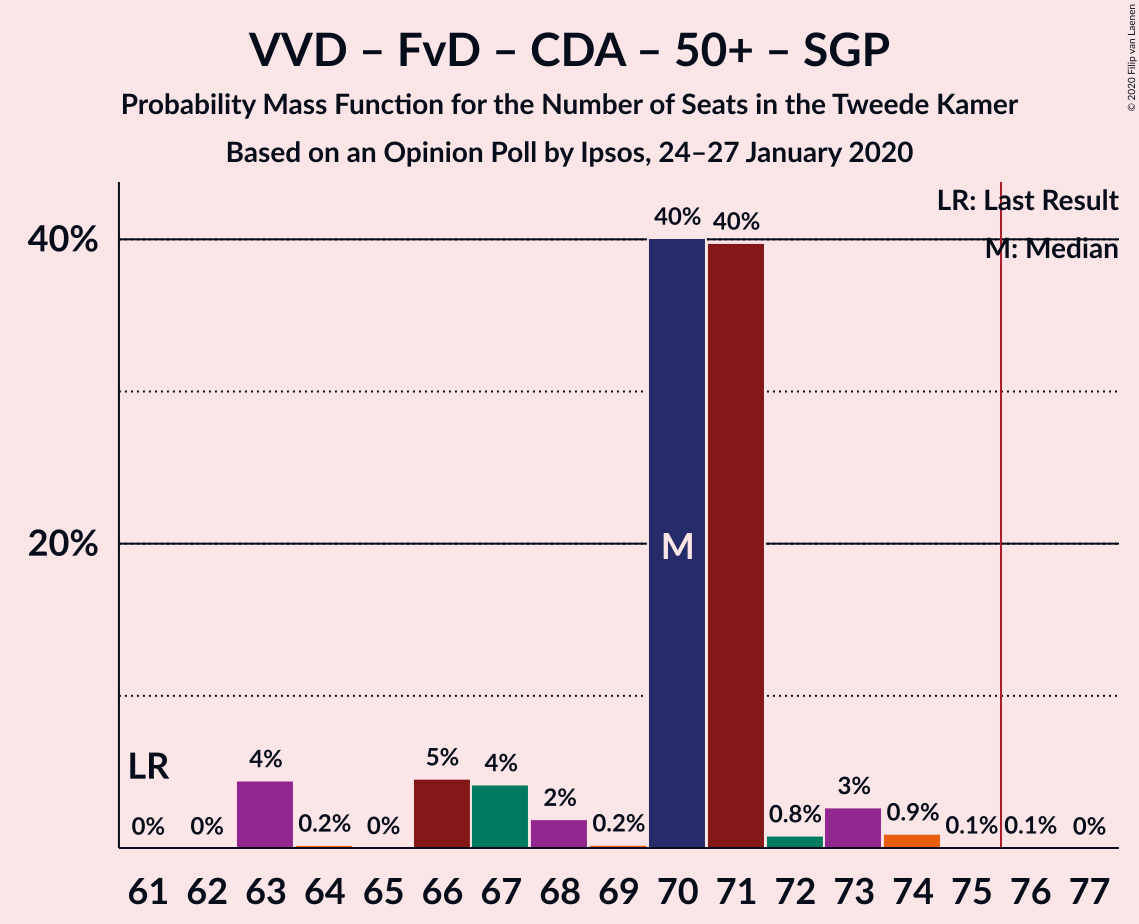 VVD – FvD – CDA – 50+ – SGP
Probability Mass Function for the Number of Seats in the Tweede Kamer
Based on an Opinion Poll by Ipsos, 24–27 January 2020
© 2020 Filip van Laenen
LR: Last Result
M: Median
40%
20%
LR
M
0% 0% 4% 0.2% 0% 5% 4% 2% 0.2% 40% 40% 0.8% 3% 0.9% 0.1% 0.1% 0%
61 62 63 64 65 66 67 68 69 70 71 72 73 74 75 76 77